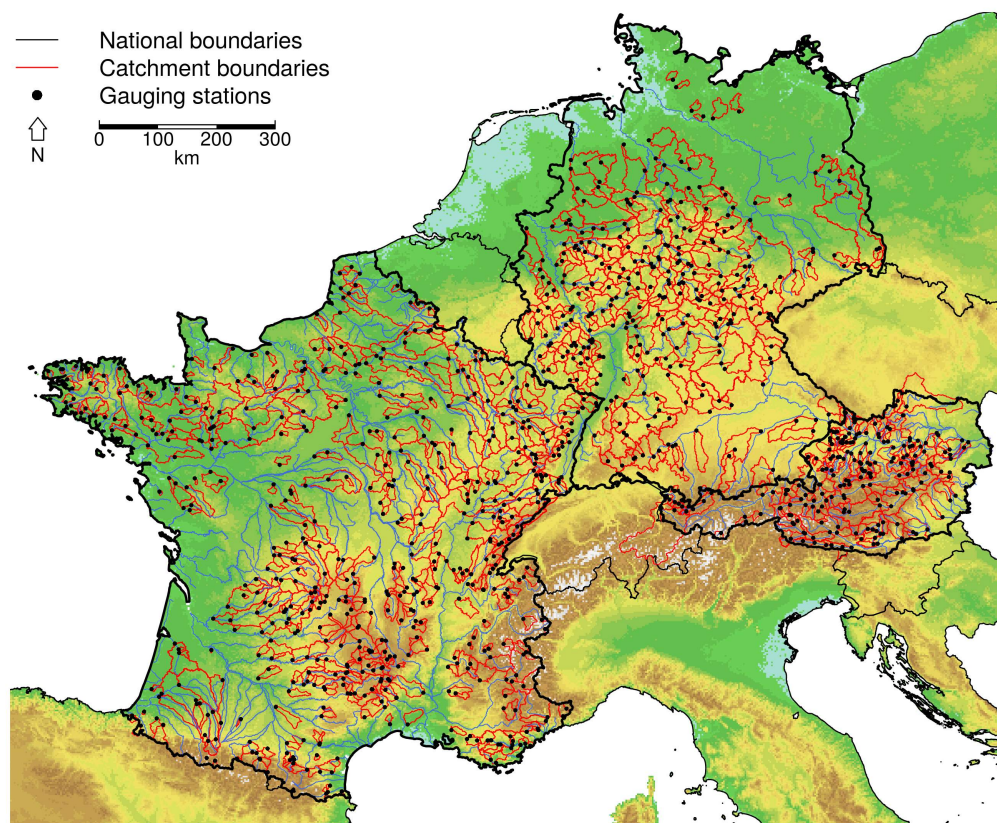 National boundaries
Catchment boundaries
Gauging stations
N
0 100 200 300
km